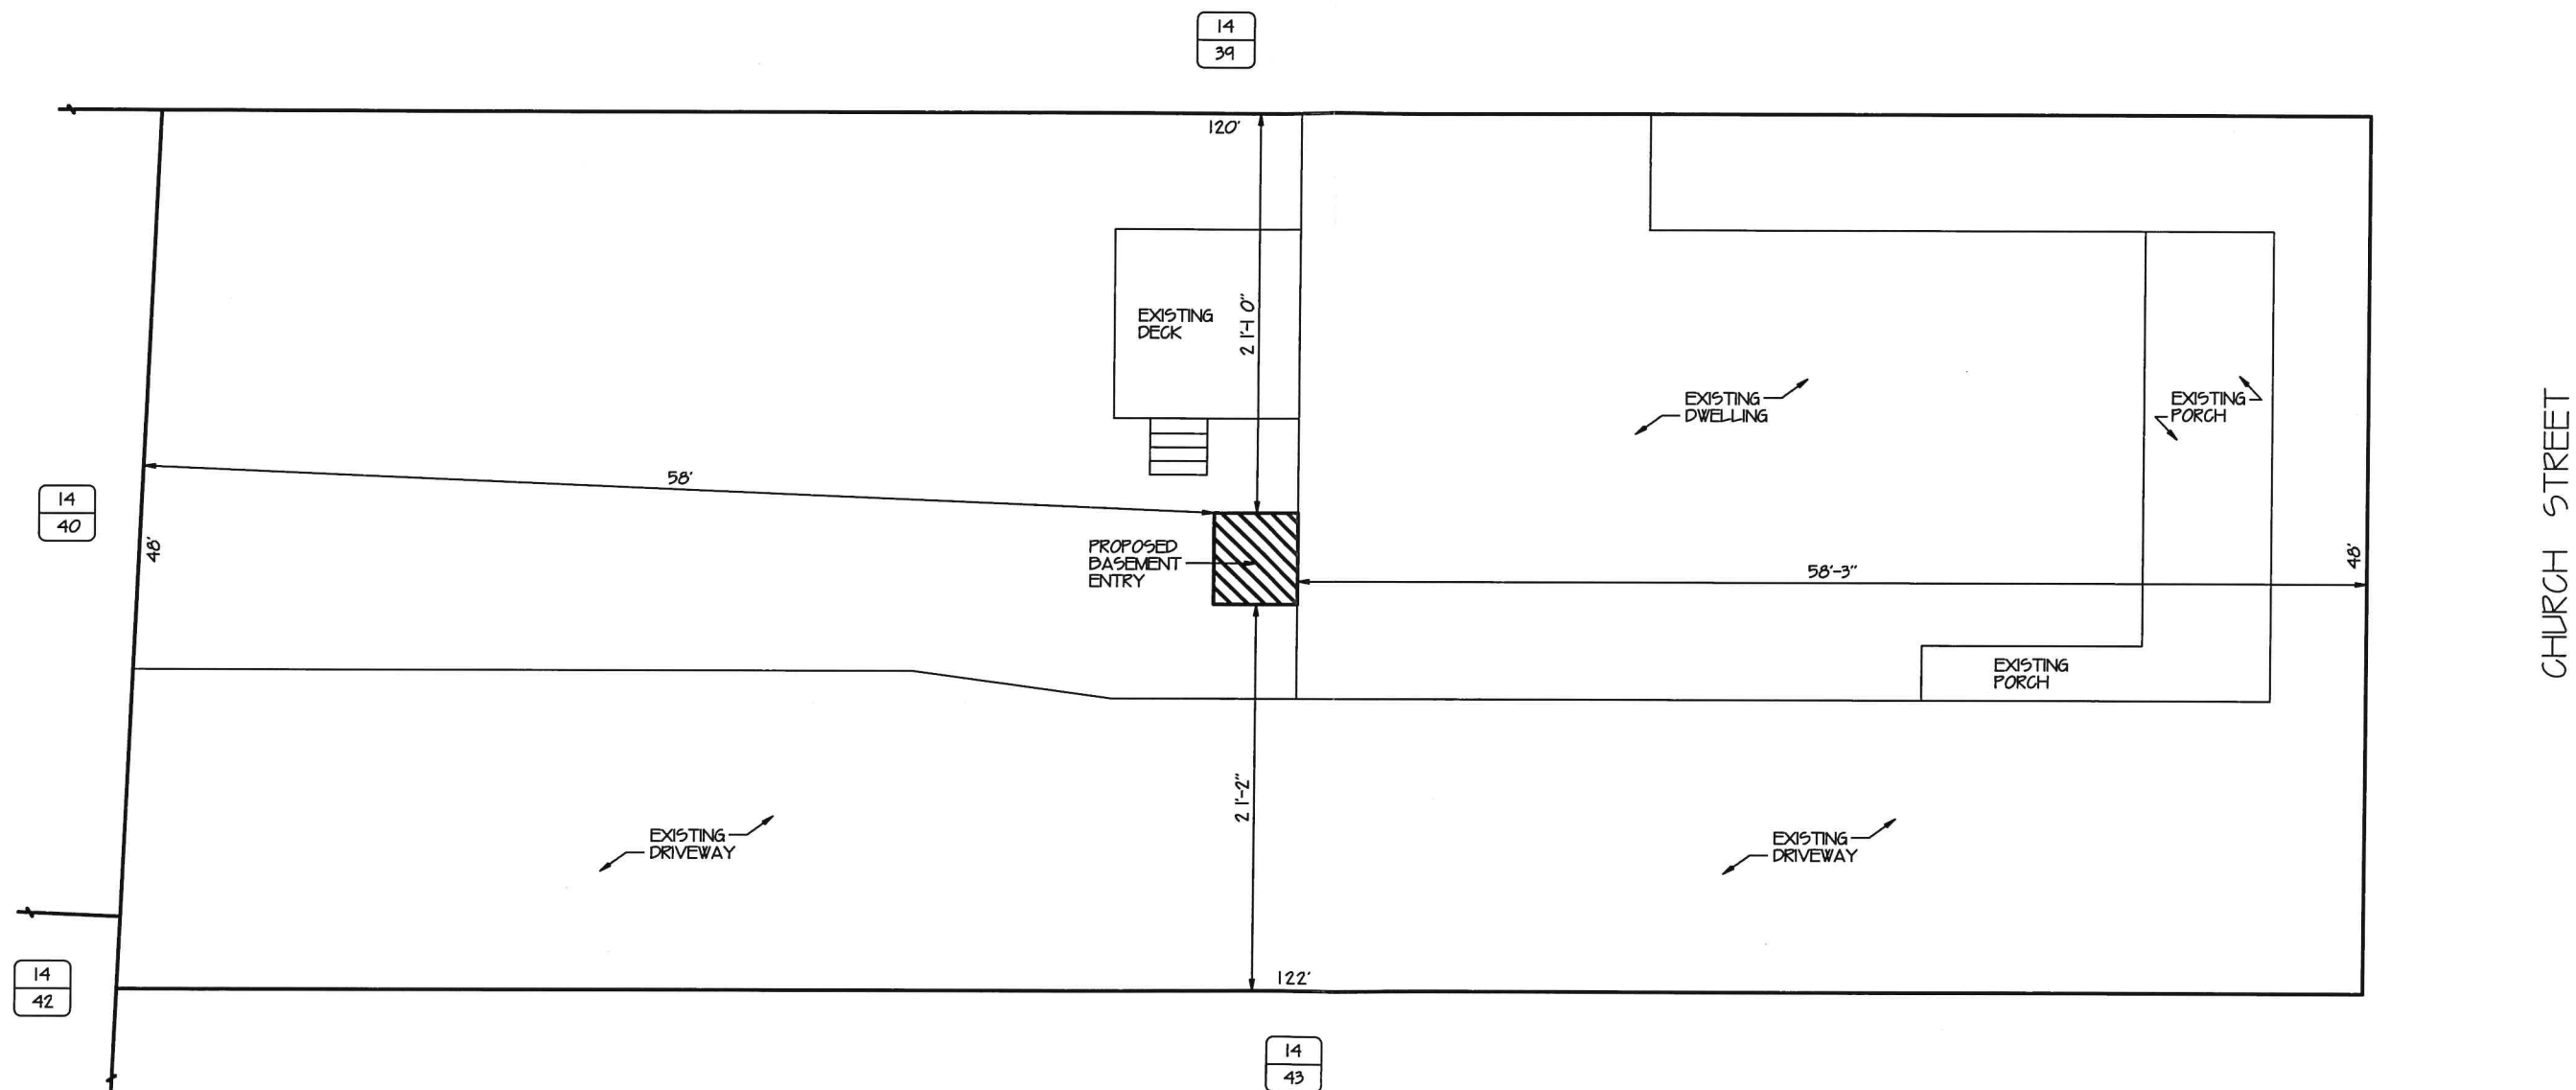 14
39
120'
EXISTING
DECK
21'-10"
EXISTING
DWELLING
EXISTING
PORCH
CHURCH STREET
58'
14
40
48'
PROPOSED
BASEMENT
ENTRY
58'-3"
48'
EXISTING
PORCH
21'-2"
EXISTING
DRIVEWAY
EXISTING
DRIVEWAY
14
42
122'
14
43